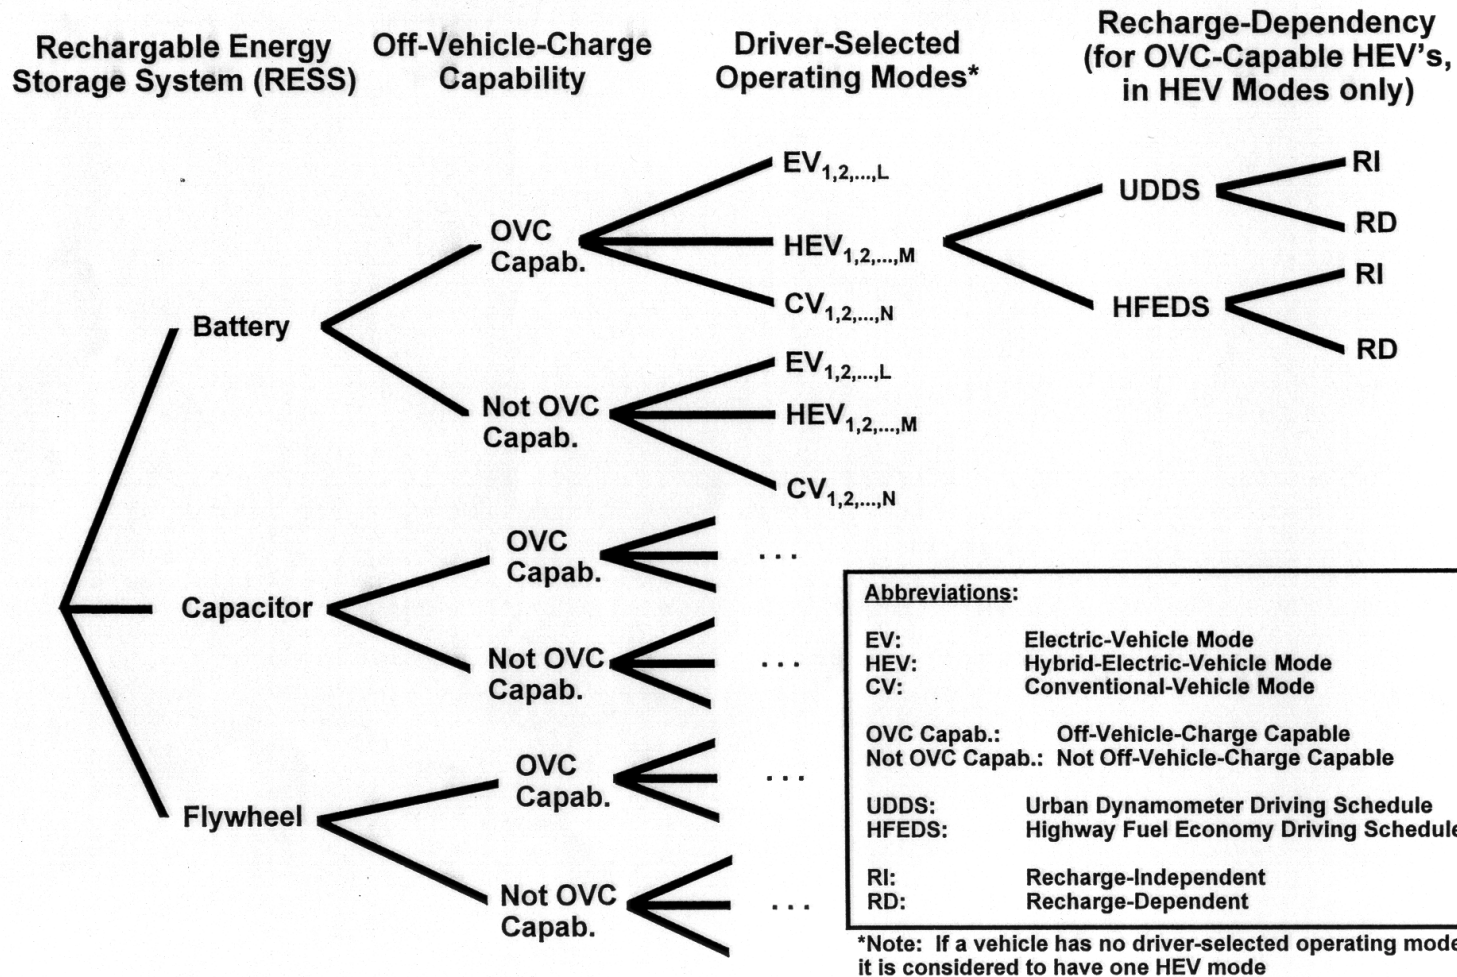 Rechargable Energy
Storage System (RESS)
Off-Vehicle-Charge
Capability
Driver-Selected
Operating Modes*
Recharge-Dependency
(for OVC-Capable HEV's,
in HEV Modes only)
Battery
OVC
Capab.
EV1,2,...,L
HEV1,2,...,M
CV1,2,...,N
UDDS
RI
RD
HFEDS
RI
RD
Not OVC
Capab.
EV1,2,...,L
HEV1,2,...,M
CV1,2,...,N
Capacitor
OVC
Capab.
...
Not OVC
Capab.
...
Flywheel
OVC
Capab.
...
Not OVC
Capab.
...
Abbreviations:
EV: Electric-Vehicle Mode
HEV: Hybrid-Electric-Vehicle Mode
CV: Conventional-Vehicle Mode
OVC Capab.: Off-Vehicle-Charge Capable
Not OVC Capab.: Not Off-Vehicle-Charge Capable
UDDS: Urban Dynamometer Driving Schedule
HFEDS: Highway Fuel Economy Driving Schedule
RI: Recharge-Independent
RD: Recharge-Dependent
*Note: If a vehicle has no driver-selected operating mode
it is considered to have one HEV mode